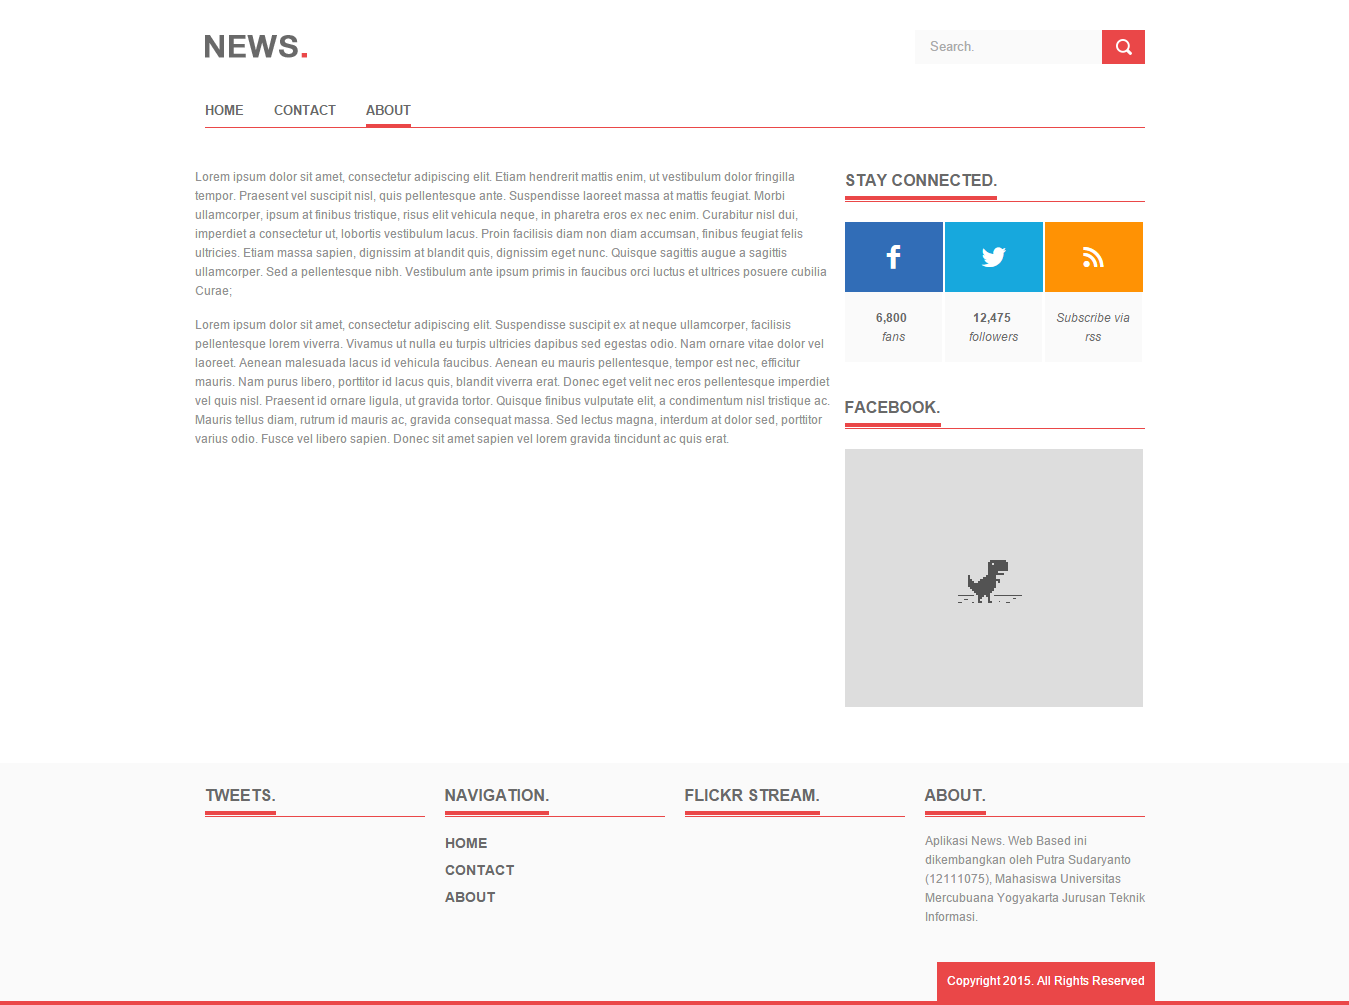 NEWS.
Search.
HOME CONTACT ABOUT
Lorem ipsum dolor sit amet, consectetur adipiscing elit. Etiam hendrerit mattis enim, ut vestibulum dolor fringilla
tempor. Praesent vel suscipit nisl, quis pellentesque ante. Suspendisse laoreet massa at mattis feugiat. Morbi
ullamcorper, ipsum at finibus tristique, risus elit vehicula neque, in pharetra eros ex nec enim. Curabitur nisl dui,
imperdiet a consectetur ut, lobortis vestibulum lacus. Proin facilisis diam non diam accumsan, finibus feugiat felis
ultricies. Etiam massa sapien, dignissim at blandit quis, dignissim eget nunc. Quisque sagittis augue a sagittis
ullamcorper. Sed a pellentesque nibh. Vestibulum ante ipsum primis in faucibus orci luctus et ultrices posuere cubilia
Curae;
Lorem ipsum dolor sit amet, consectetur adipiscing elit. Suspendisse suscipit ex at neque ullamcorper, facilisis
pellentesque lorem viverra. Vivamus ut nulla eu turpis ultricies dapibus sed egestas odio. Nam ornare vitae dolor vel
laoreet. Aenean malesuada lacus id vehicula faucibus. Aenean eu mauris pellentesque, tempor est nec, efficitur
mauris. Nam purus libero, porttitor id lacus quis, blandit viverra erat. Donec eget velit nec eros pellentesque imperdiet
vel quis nisl. Praesent id ornare ligula, ut gravida tortor. Quisque finibus vulputate elit, a condimentum nisl tristique ac.
Mauris tellus diam, rutrum id mauris ac, gravida consequat massa. Sed lectus magna, interdum at dolor sed, porttitor
varius odio. Fusce vel libero sapien. Donec sit amet sapien vel lorem gravida tincidunt ac quis erat.
STAY CONNECTED.
6,800
fans
12,475
followers
Subscribe via
rss
FACEBOOK.
TWEETS.
NAVIGATION.
HOME
CONTACT
ABOUT
FLICKR STREAM.
ABOUT.
Aplikasi News. Web Based ini
dikembangkan oleh Putra Sudaryanto
(12111075), Mahasiswa Universitas
Mercubuana Yogyakarta Jurusan Teknik
Informasi.
Copyright 2015. All Rights Reserved